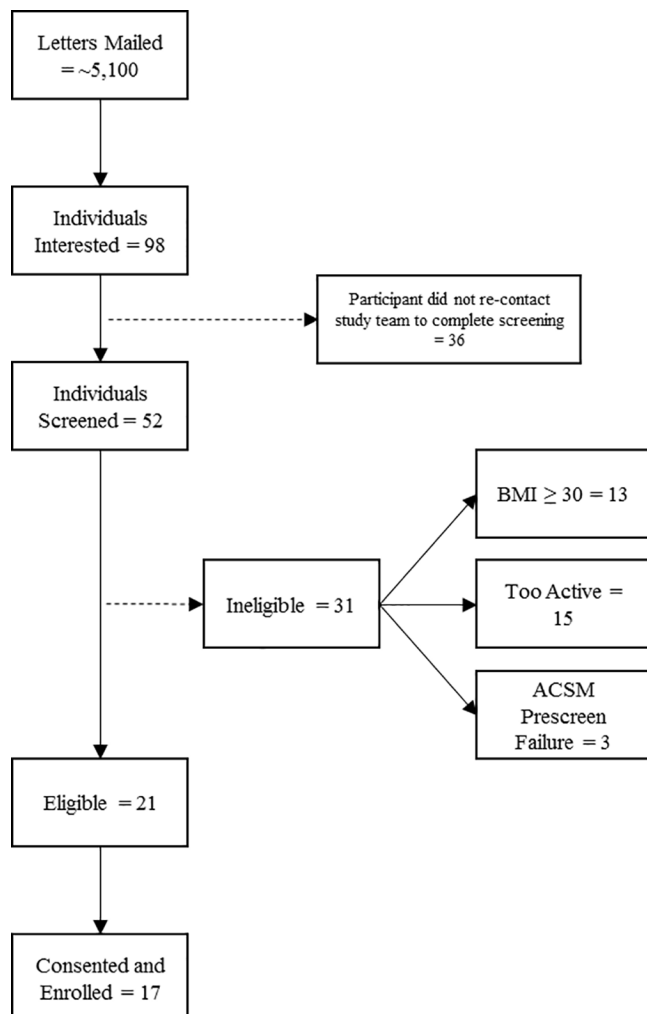 Letters Mailed
= ~5,100
Individuals
Interested = 98
Participant did not re-contact
study team to complete screening
= 36
Individuals
Screened = 52
BMI ≥ 30 = 13
Ineligible = 31
Too Active =
15
ACSM
Prescreen
Failure = 3
Eligible = 21
Consented and
Enrolled = 17